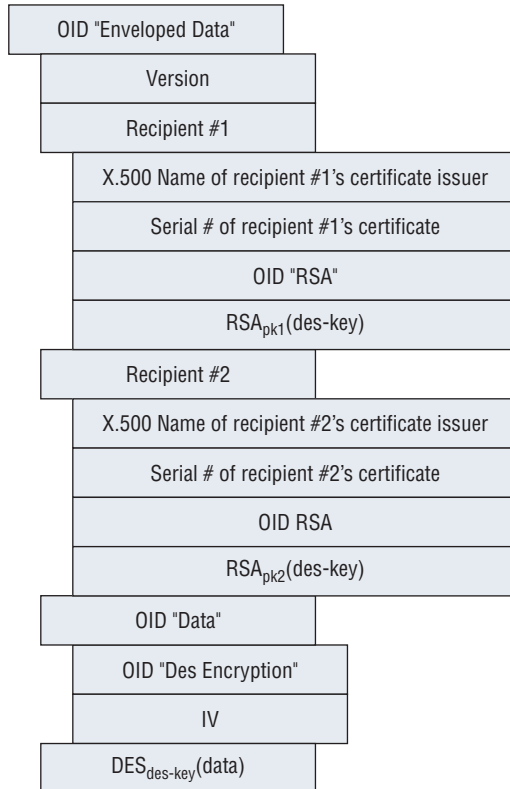 OID "Enveloped Data"
Version
Recipient #1
X.500 Name of recipient #1's certificate issuer
Serial # of recipient #1's certificate
OID "RSA"
RSApk1(des-key)
Recipient #2
X.500 Name of recipient #2's certificate issuer
Serial # of recipient #2's certificate
OID RSA
RSApk2(des-key)
OID "Data"
OID "Des Encryption"
IV
DESdes-key(data)